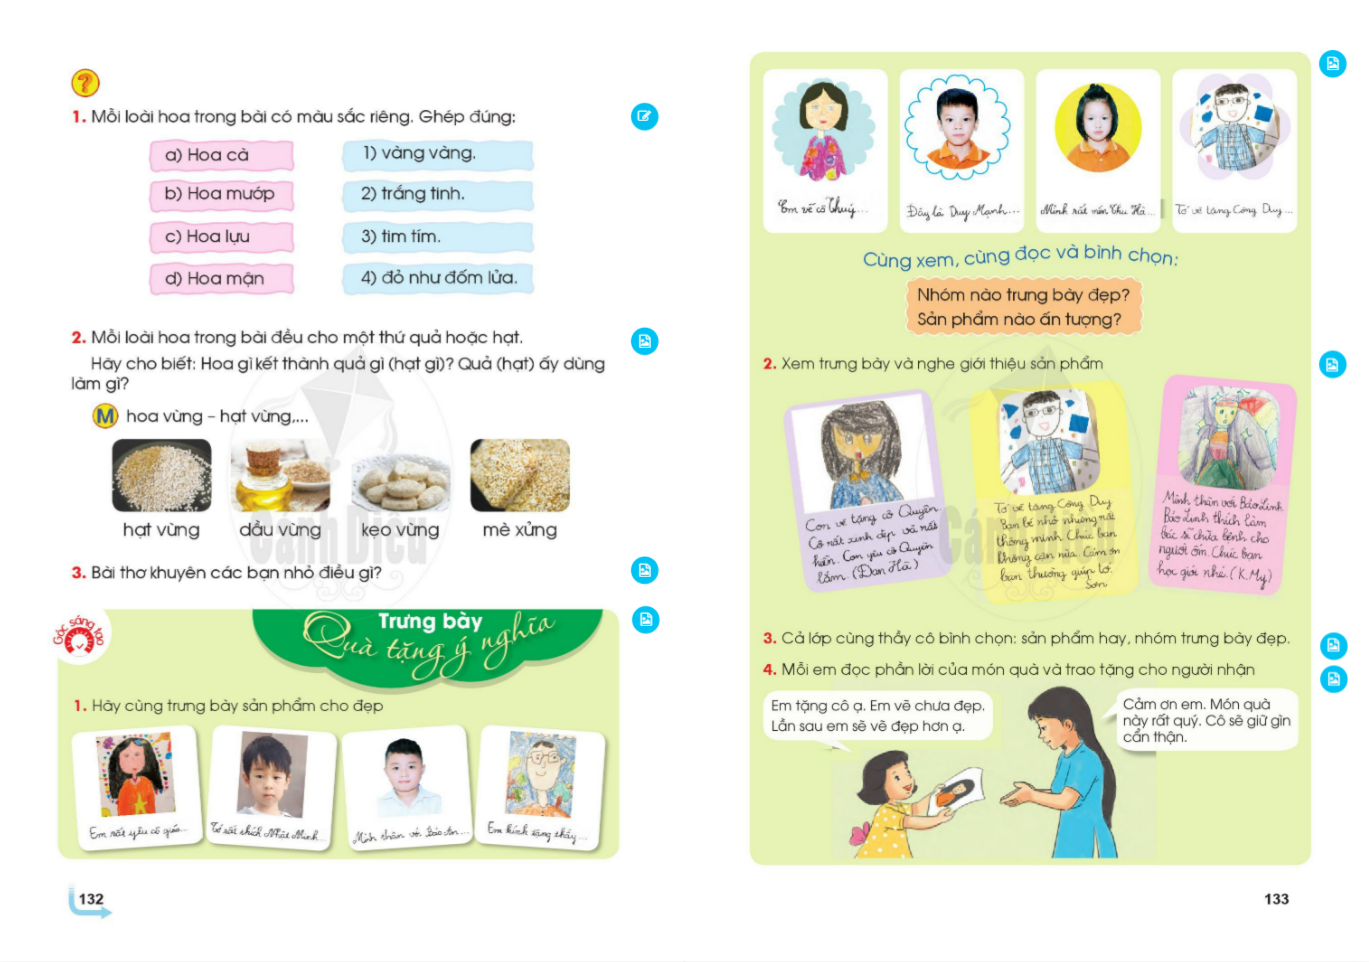 ?
1. Mỗi loài hoa trong bài có màu sắc riêng. Ghép đúng:
a) Hoa cà
1) vàng vàng.
b) Hoa mướp
2) trắng tinh.
c) Hoa lựu
3) tim tím.
d) Hoa mận
4) đỏ như đốm lửa.
2. Mỗi loài hoa trong bài đều cho một thứ quả hoặc hạt.
Hãy cho biết: Hoa gì kết thành quả gì (hạt gì)? Quả (hạt) ấy dùng
làm gì?
M hoa vừng – hạt vừng,...
hạt vừng
dầu vừng
kẹo vừng
mè xửng
Cánh Diều
3. Bài thơ khuyên các bạn nhỏ điều gì?
Góc sáng tạo
Trưng bày
Quà tặng ý nghĩa
1. Hãy cùng trưng bày sản phẩm cho đẹp
Em rất yêu cô giáo...
Tớ rất thích Nhật Minh...
Mình thân với Bảo An...
Em kính tặng thầy...
132
Em vẽ cô Thuý...
Đây là Duy Mạnh...
Mình rất mến Thu Hà...
Tớ vẽ tặng Công Duy...
Cùng xem, cùng đọc và bình chọn:
Nhóm nào trưng bày đẹp?
Sản phẩm nào ấn tượng?
2. Xem trưng bày và nghe giới thiệu sản phẩm
Con vẽ tặng cô Quyên
Cô rất xinh đẹp và rất
hiền. Con yêu cô Quyên
lắm. (Đan Hà)
Tớ vẽ tặng Công Duy
Bạn bé nhỏ nhưng rất
thông minh. Chúc bạn
không cận nữa. Cảm ơn
bạn thường giúp tớ.
Sơn
Mình thân với Bảo Linh
Bảo Linh thích làm
bác sĩ chữa bệnh cho
người ốm. Chúc bạn
học giỏi nhé. (K.My)
Cánh Diều
3. Cả lớp cùng thầy cô bình chọn: sản phẩm hay, nhóm trưng bày đẹp.
4. Mỗi em đọc phần lời của món quà và trao tặng cho người nhận
Em tặng cô ạ. Em vẽ chưa đẹp.
Lần sau em sẽ vẽ đẹp hơn ạ.
Cảm ơn em. Món quà
này rất quý. Cô sẽ giữ gìn
cẩn thận.
133